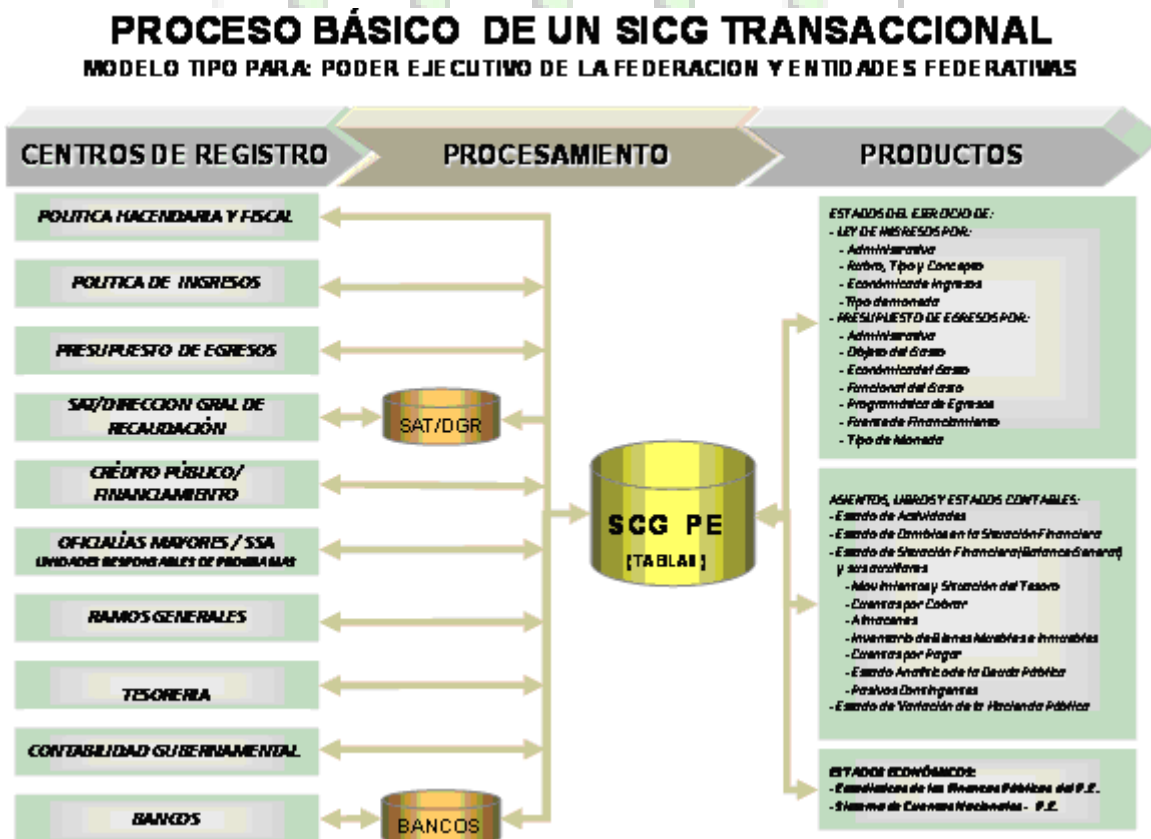 PROCESO BÁSICO DE UN SICG TRANSACCIONAL
MODELO TIPO PARA: PODER EJECUTIVO DE LA FEDERACION Y ENTIDADES FEDERATIVAS
CENTROS DE REGISTRO
PROCESAMIENTO
PRODUCTOS
POLITICA HACENDARIA Y FISCAL
POLITICA DE INGRESOS
PRESUPUESTO DE EGRESOS
SAT/DIRECCION GRAL DE
RECAUDACIÓN
CRÉDITO PÚBLICO/
FINANCIAMIENTO
OFICIALÍAS MAYORES / SSA
UNIDADES RESPONSABLES DE PROGRAMAS
RAMOS GENERALES
TESORERIA
CONTABILIDAD GUBERNAMENTAL
BANCOS
SAT/DGR
SCG PE
(TABLAS)
BANCOS
ESTADOS DEL EJERCICIO DE:
- LEY DE INGRESOS POR:
- Administrativa
- Rubro, Tipo y Concepto
- Económica de Ingresos
- Tipo de moneda
- PRESUPUESTO DE EGRESOS POR:
- Administrativa
- Objeto del Gasto
- Económica del Gasto
- Funcional del Gasto
- Programática de Egresos
- Fuente de Financiamiento
- Tipo de Moneda
ASIENTOS, LIBROS Y ESTADOS CONTABLES:
- Estado de Actividades
- Estado de Cambios en la Situación Financiera
- Estado de Situación Financiera (Balance General)
y sus auxiliares
- Movimientos y Situación del Tesoro
- Cuentas por Cobrar
- Almacenes
- Inventario de Bienes Muebles e Inmuebles
- Cuentas por Pagar
- Estado Analítico de la Deuda Pública
- Pasivos Contingentes
- Estado de Variación de la Hacienda Pública
ESTADOS ECONÓMICOS:
- Estadísticas de las Finanzas Públicas del P.E.
- Sistema de Cuentas Nacionales - P.E.